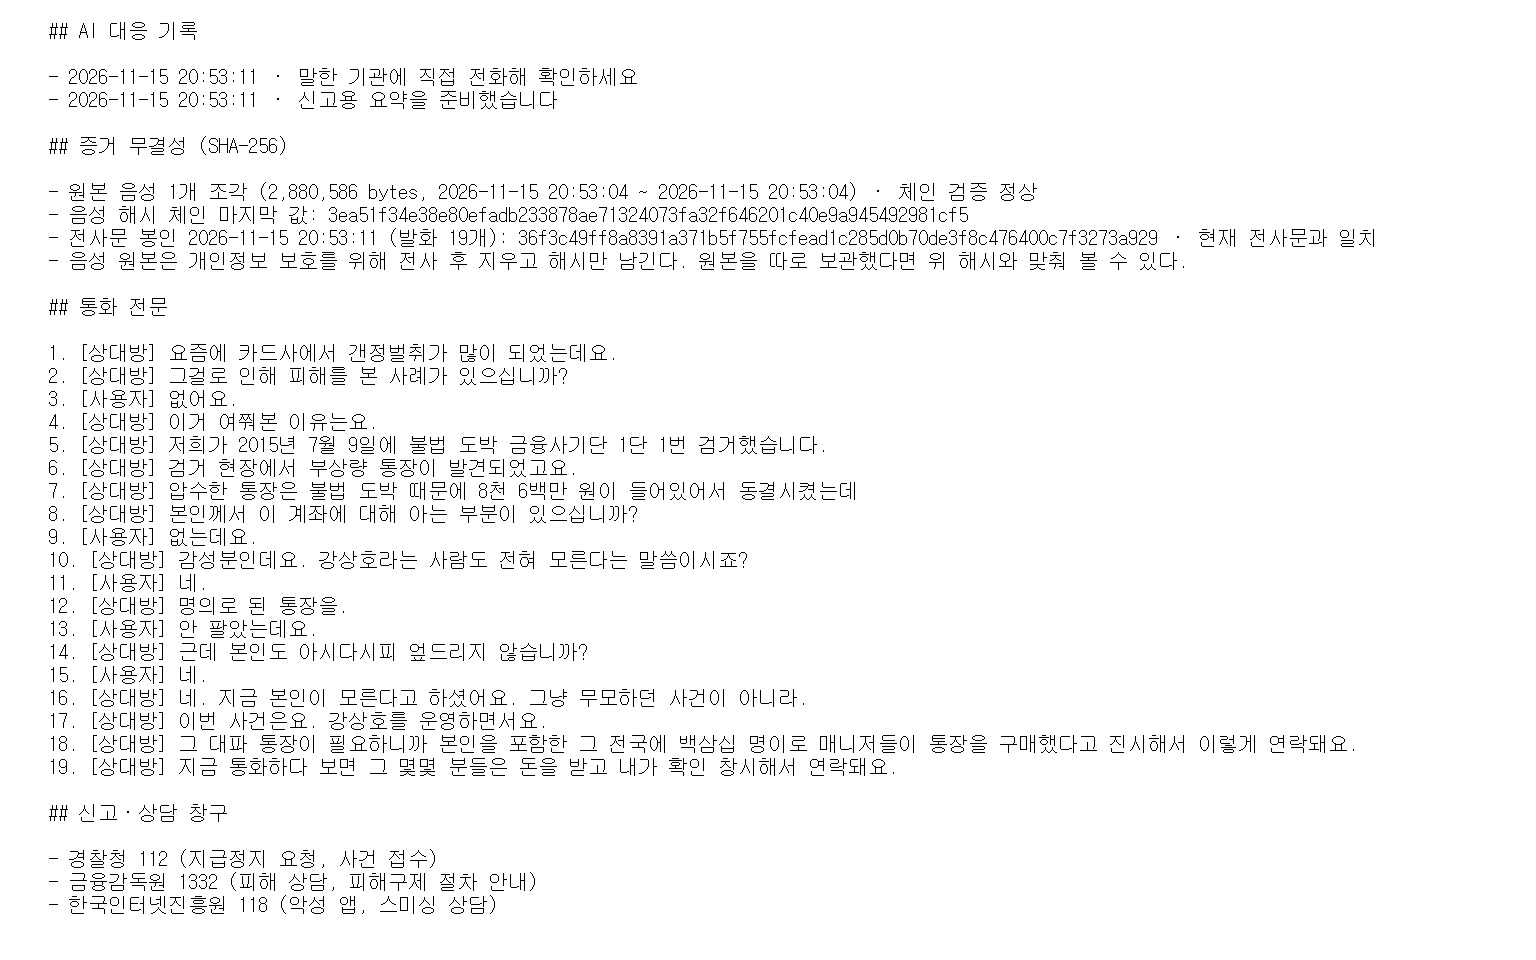 ## AI 대응 기록
- 2026-11-15 20:53:11 · 말한 기관에 직접 전화해 확인하세요
- 2026-11-15 20:53:11 · 신고용 요약을 준비했습니다
## 증거 무결성 (SHA-256)
- 원본 음성 1개 조각 (2,880,586 bytes, 2026-11-15 20:53:04 ~ 2026-11-15 20:53:04) · 체인 검증 정상
- 음성 해시 체인 마지막 값: 3ea51f34e38e80efadb233878ae71324073fa32f646201c40e9a945492981cf5
- 전사문 봉인 2026-11-15 20:53:11 (발화 19개): 36f3c49ff8a8391a371b5f755fcfead1c285d0b70de3f8c476400c7f3273a929 · 현재 전사문과 일치
- 음성 원본은 개인정보 보호를 위해 전사 후 지우고 해시만 남긴다. 원본을 따로 보관했다면 위 해시와 맞춰 볼 수 있다.
## 통화 전문
1. [상대방] 요즘에 카드사에서 갠정벌취가 많이 되었는데요.
2. [상대방] 그걸로 인해 피해를 본 사례가 있으십니까?
3. [사용자] 없어요.
4. [상대방] 이거 여쭤본 이유는요.
5. [상대방] 저희가 2015년 7월 9일에 불법 도박 금융사기단 1단 1번 검거했습니다.
6. [상대방] 검거 현장에서 부상량 통장이 발견되었고요.
7. [상대방] 압수한 통장은 불법 도박 때문에 8천 6백만 원이 들어있어서 동결시켰는데
8. [상대방] 본인께서 이 계좌에 대해 아는 부분이 있으십니까?
9. [사용자] 없는데요.
10. [상대방] 감성분인데요. 강상호라는 사람도 전혀 모른다는 말씀이시죠?
11. [사용자] 네.
12. [상대방] 명의로 된 통장을.
13. [사용자] 안 팔았는데요.
14. [상대방] 근데 본인도 아시다시피 엎드리지 않습니까?
15. [사용자] 네.
16. [상대방] 네. 지금 본인이 모른다고 하셨어요. 그냥 무모하던 사건이 아니라.
17. [상대방] 이번 사건은요. 강상호를 운영하면서요.
18. [상대방] 그 대파 통장이 필요하니까 본인을 포함한 그 전국에 백삼십 명이로 매니저들이 통장을 구매했다고 진시해서 이렇게 연락돼요.
19. [상대방] 지금 통화하다 보면 그 몇몇 분들은 돈을 받고 내가 확인 창시해서 연락돼요.
## 신고·상담 창구
- 경찰청 112 (지급정지 요청, 사건 접수)
- 금융감독원 1332 (피해 상담, 피해구제 절차 안내)
- 한국인터넷진흥원 118 (악성 앱, 스미싱 상담)